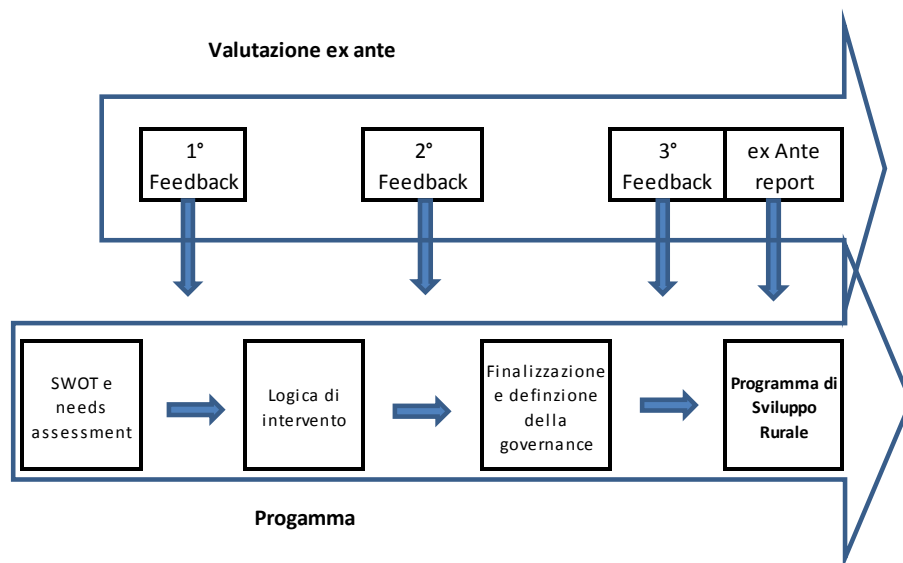 Valutazione ex ante
1°
Feedback
2°
Feedback
3°
Feedback
ex Ante
report
SWOT e
needs
assessment
Logica di
intervento
Finalizzazione
e definzione
della
governance
Programma di
Sviluppo
Rurale
Progamma